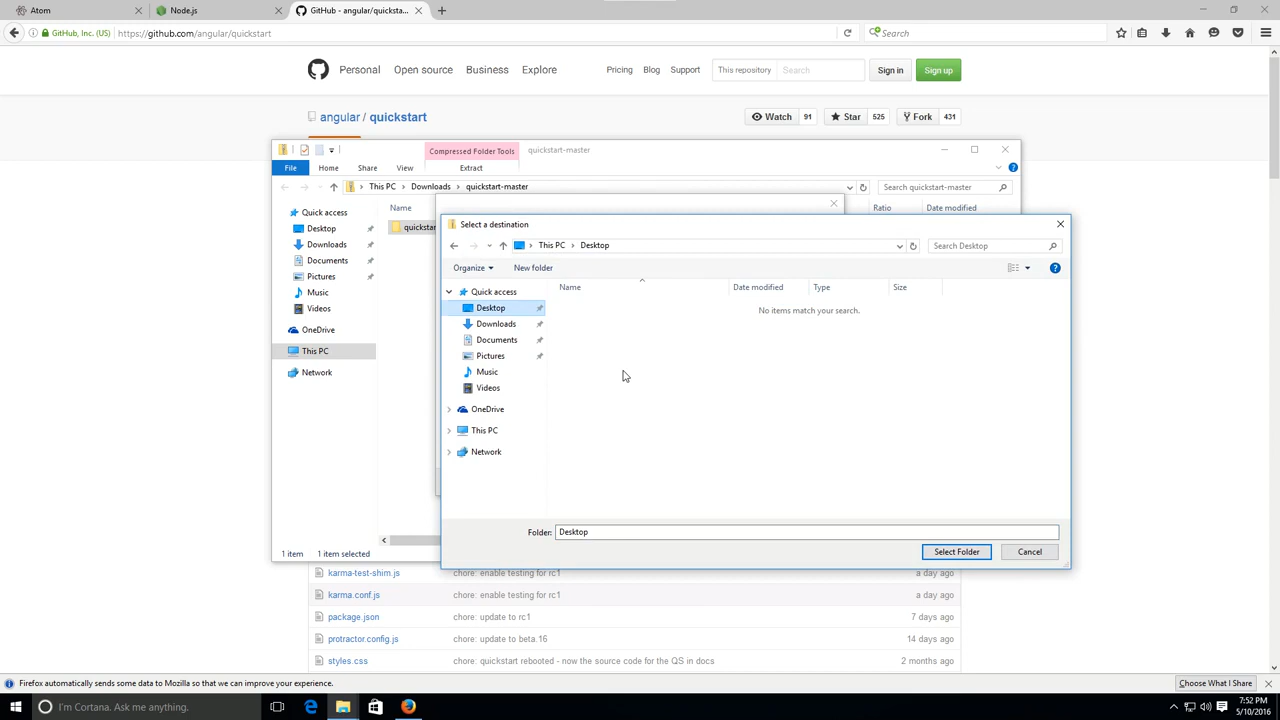 Atom
Node.js
GitHub - angular/quicksta...
GitHub, Inc. (US)
https://github.com/angular/quickstart
Search
Personal
Open source
Business
Explore
Pricing
Blog
Support
This repository
Search
Sign in
Sign up
angular / quickstart
Watch 91
Star 525
Fork 431
Compressed Folder Tools
quickstart-master
File
Home
Share
View
Extract
This PC
Downloads
quickstart-master
Search quickstart-master
Quick access
Desktop
Downloads
Documents
Pictures
Music
Videos
OneDrive
This PC
Network
Name
Ratio
Date modified
quickstar
Select a destination
This PC
Desktop
Search Desktop
Organize
New folder
Quick access
Desktop
Downloads
Documents
Pictures
Music
Videos
OneDrive
This PC
Network
Name
Date modified
Type
Size
No items match your search.
Folder: Desktop
Select Folder
Cancel
1 item
1 item selected
karma-test-shim.js
chore: enable testing for rc1
a day ago
karma.conf.js
chore: enable testing for rc1
a day ago
package.json
chore: update to rc1
7 days ago
protractor.config.js
chore: update to beta.16
14 days ago
styles.css
chore: quickstart rebooted - now the source code for the QS in docs
2 months ago
Firefox automatically sends some data to Mozilla so that we can improve your experience.
Choose What I Share
I'm Cortana. Ask me anything.
7:52 PM
5/10/2016